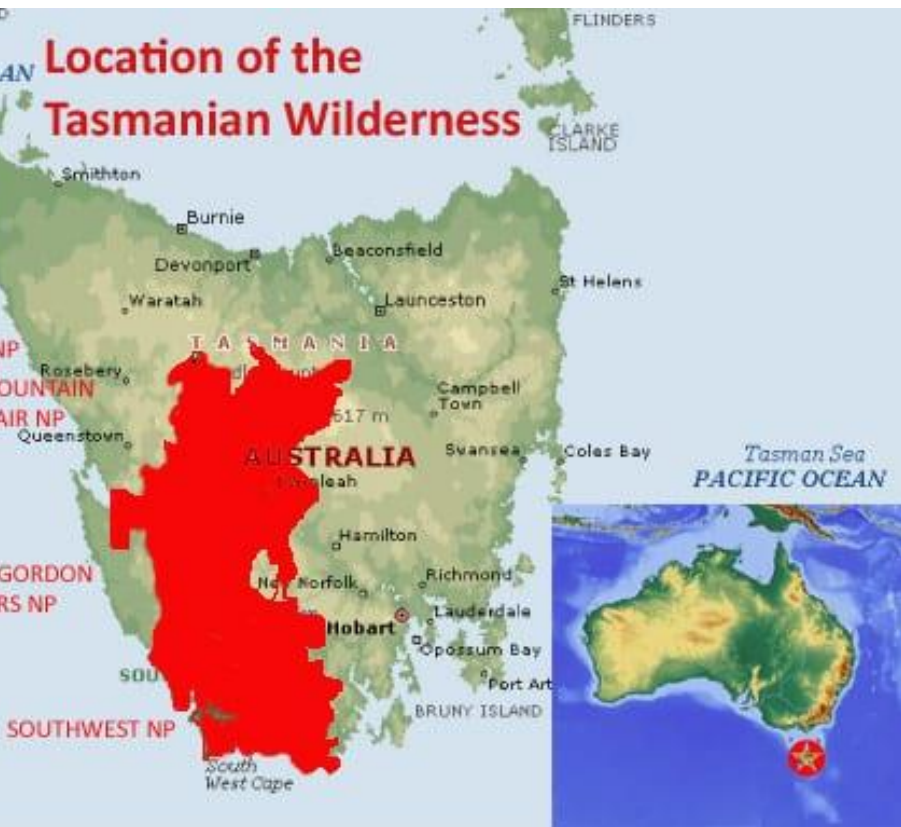 FLINDERS
AN
Location of the
Tasmanian Wilderness
CLARKE
ISLAND
Smithton
Burnie
Devonport
Beaconsfield
St Helens
Waratah
Launceston
TASMANIA
NP
Rosebery
OUNTAIN
AIR NP
Campbell
Town
617 m
Queenstown
AUSTRALIA
Swansea
Coles Bay
Tasman Sea
PACIFIC OCEAN
leah
Hamilton
GORDON
RS NP
Norfolk
Richmond
Lauderdale
Hobart
Opossum Bay
SOU
Port Art
BRUNY ISLAND
SOUTHWEST NP
South
West Cape